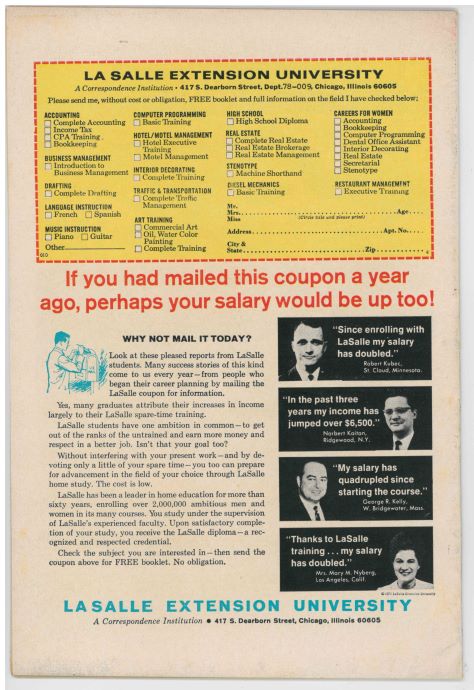 LA SALLE EXTENSION UNIVERSITY
A Correspondence Institution • 417 S. Dearborn Street, Dept.78-009, Chicago, Illinois 60605
Please send me, without cost or obligation, FREE booklet and full information on the field I have checked below:
ACCOUNTING
Complete Accounting
Income Tax
CPA Training
Bookkeeping
BUSINESS MANAGEMENT
Introduction to
Business Management
DRAFTING
Complete Drafting
LANGUAGE INSTRUCTION
French Spanish
MUSIC INSTRUCTION
Piano Guitar
Other
COMPUTER PROGRAMMING
Basic Training
HOTEL/MOTEL MANAGEMENT
Hotel Executive
Training
Motel Management
INTERIOR DECORATING
Complete Training
TRAFFIC & TRANSPORTATION
Complete Traffic
Management
ART TRAINING
Commercial Art
Oil, Water Color
Painting
Complete Training
HIGH SCHOOL
High School Diploma
REAL ESTATE
Complete Real Estate
Real Estate Brokerage
Real Estate Management
STENOTYPE
Machine Shorthand
DIESEL MECHANICS
Basic Training
CAREERS FOR WOMEN
Accounting
Bookkeeping
Computer Programming
Dental Office Assistant
Interior Decorating
Real Estate
Secretarial
Stenotype
RESTAURANT MANAGEMENT
Executive Training
Mr.
Mrs. Age
Miss (Circle title and please print)
Address Apt. No.
City &
State Zip
If you had mailed this coupon a year
ago, perhaps your salary would be up too!
WHY NOT MAIL IT TODAY?
Look at these pleased reports from LaSalle
students. Many success stories of this kind
come to us every year—from people who
began their career planning by mailing the
LaSalle coupon for information.
Yes, many graduates attribute their increases in income
largely to their LaSalle spare-time training.
LaSalle students have one ambition in common—to get
out of the ranks of the untrained and earn more money and
respect in a better job. Isn't that your goal too?
Without interfering with your present work—and by de-
voting only a little of your spare time—you too can prepare
for advancement in the field of your choice through LaSalle
home study. The cost is low.
LaSalle has been a leader in home education for more than
sixty years, enrolling over 2,000,000 ambitious men and
women in its many courses. You study under the supervision
of LaSalle's experienced faculty. Upon satisfactory comple-
tion of your study, you receive the LaSalle diploma—a rec-
ognized and respected credential.
Check the subject you are interested in—then send the
coupon above for FREE booklet. No obligation.
"Since enrolling with
LaSalle my salary
has doubled."
Robert Kubec,
St. Cloud, Minnesota.
"In the past three
years my income has
jumped over $6,500."
Norbert Kaitan,
Ridgewood, N.Y.
"My salary has
quadrupled since
starting the course."
George R. Kelly,
W. Bridgewater, Mass.
"Thanks to LaSalle
training . . . my salary
has doubled."
Mrs. Mary M. Nyberg,
Los Angeles, Calif.
LA SALLE EXTENSION UNIVERSITY
A Correspondence Institution • 417 S. Dearborn Street, Chicago, Illinois 60605